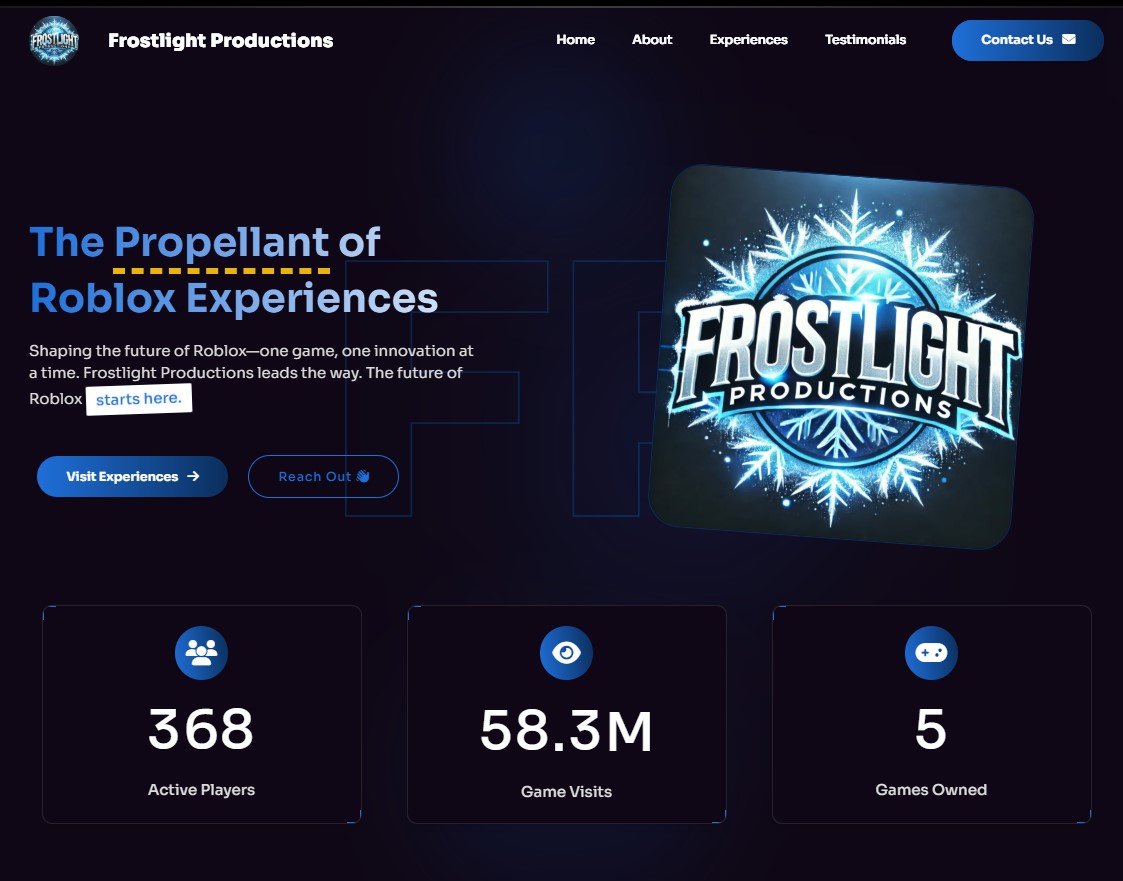 FROSTLIGHT
PRODUCTIONS
Frostlight Productions
Home
About
Experiences
Testimonials
Contact Us
The Propellant of
Roblox Experiences
Shaping the future of Roblox—one game, one innovation at
a time. Frostlight Productions leads the way. The future of
Roblox starts here.
Visit Experiences
Reach Out
FR
FROSTLIGHT
PRODUCTIONS
368
Active Players
58.3M
Game Visits
5
Games Owned